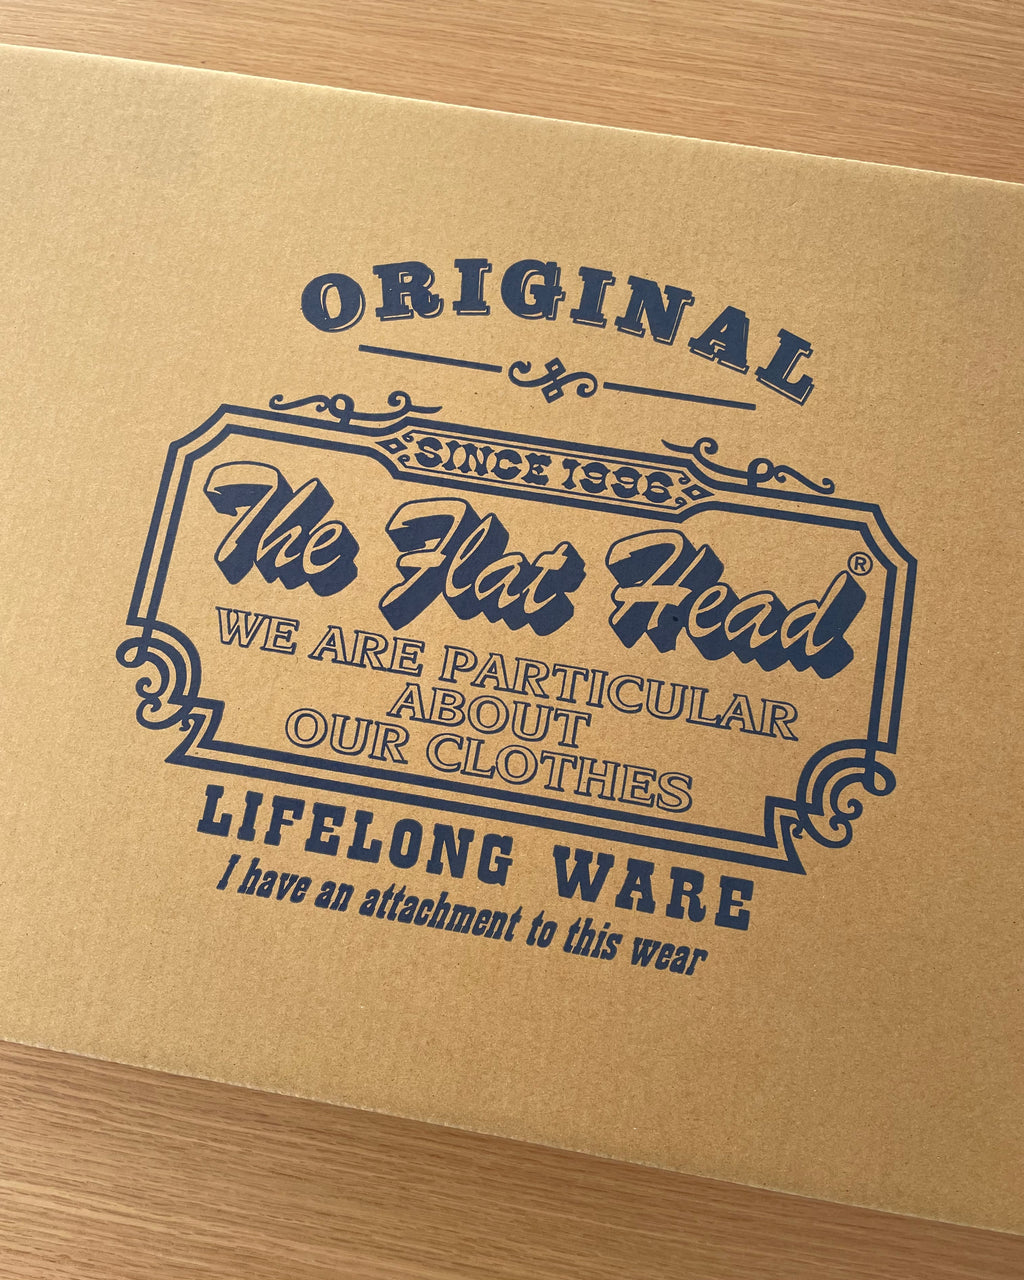 ORIGINAL
SINCE 1996
The Flat Head®
WE ARE PARTICULAR
ABOUT
OUR CLOTHES
LIFELONG WARE
I have an attachment to this wear